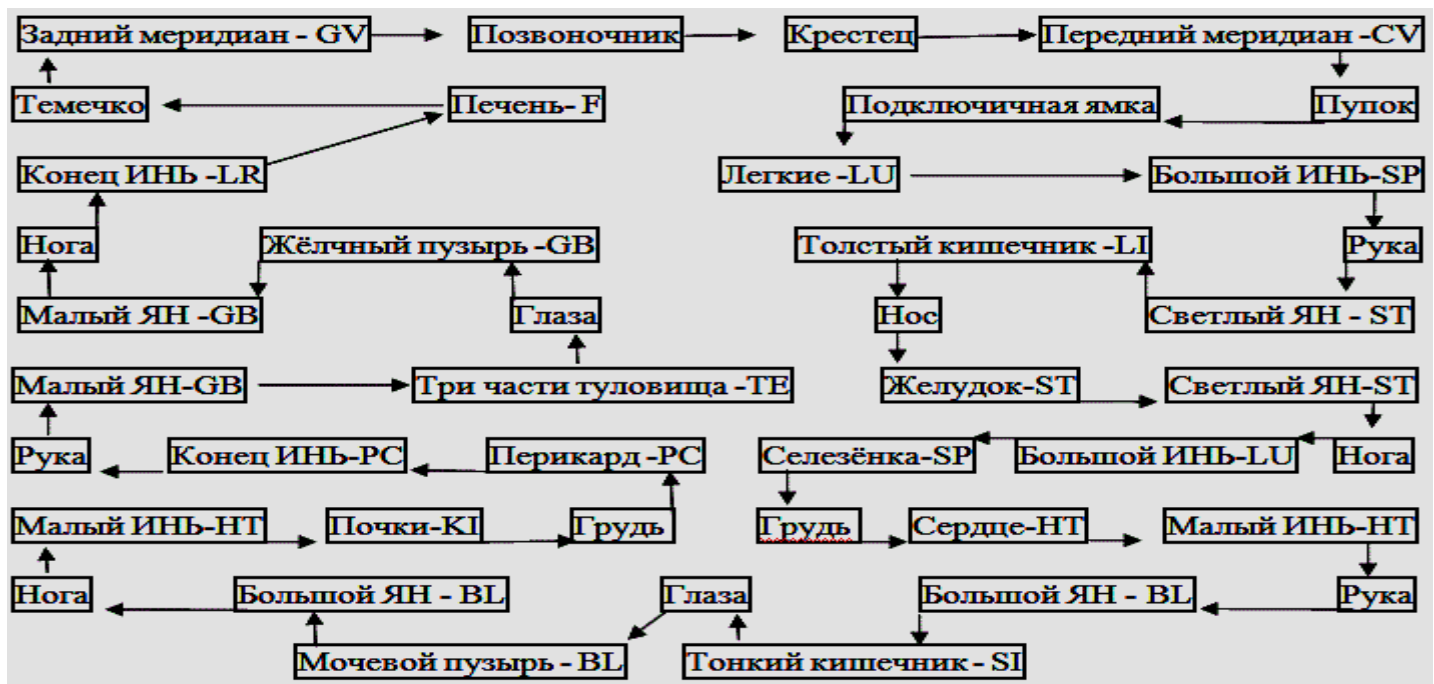 Задний меридиан - GV Позвоночник Крестец Передний меридиан -CV
Темечко Печень- F Подключичная ямка Пупок
Конец ИНЬ -LR Легкие -LU Большой ИНЬ-SP
Нога Жёлчный пузырь -GB Толстый кишечник -LI Рука
Малый ЯН -GB Глаза Нос Светлый ЯН - ST
Малый ЯН-GB Три части туловища -TE Желудок-ST Светлый ЯН-ST
Рука Конец ИНЬ-PC Перикард -PC Селезёнка-SP Большой ИНЬ-LU Нога
Малый ИНЬ-HT Почки-KI Грудь Грудь Сердце-HT Малый ИНЬ-HT
Нога Большой ЯН - BL Глаза Большой ЯН - BL Рука
Мочевой пузырь - BL Тонкий кишечник - SI